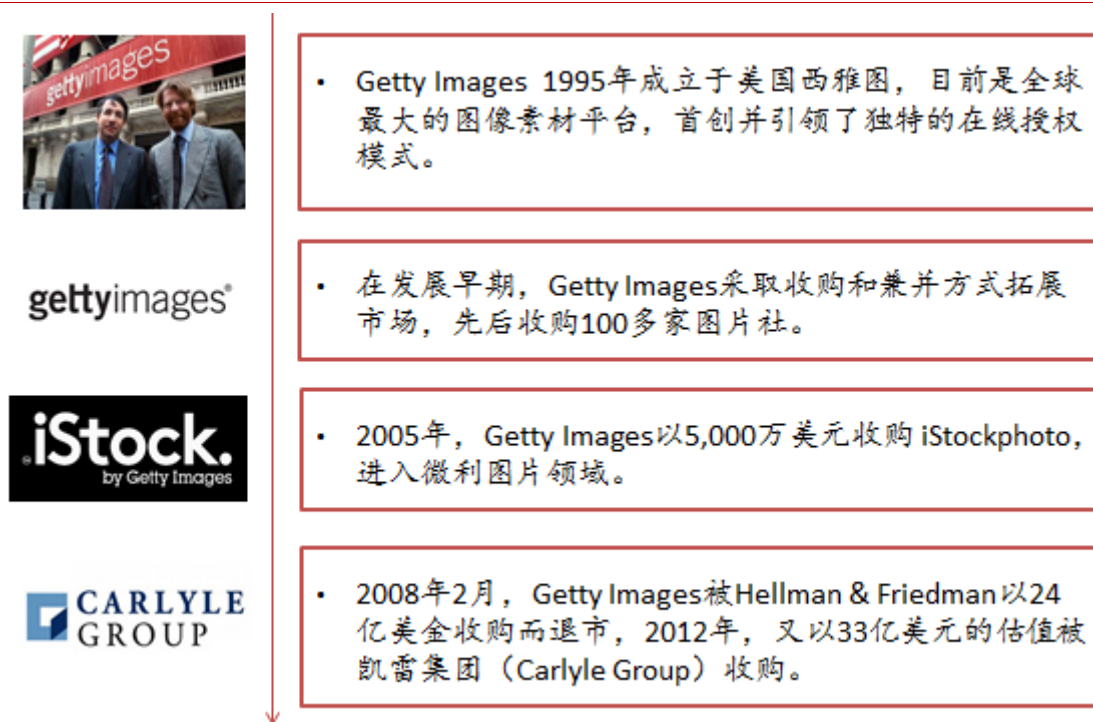 gettyimages
• Getty Images 1995年成立于美国西雅图，目前是全球
最大的图像素材平台，首创并引领了独特的在线授权
模式。
gettyimages®
• 在发展早期，Getty Images采取收购和兼并方式拓展
市场，先后收购100多家图片社。
iStock.
by Getty Images
• 2005年，Getty Images以5,000万美元收购 iStockphoto，
进入微利图片领域。
CARLYLE
GROUP
• 2008年2月，Getty Images被Hellman & Friedman以24
亿美金收购而退市，2012年，又以33亿美元的估值被
凯雷集团（Carlyle Group）收购。